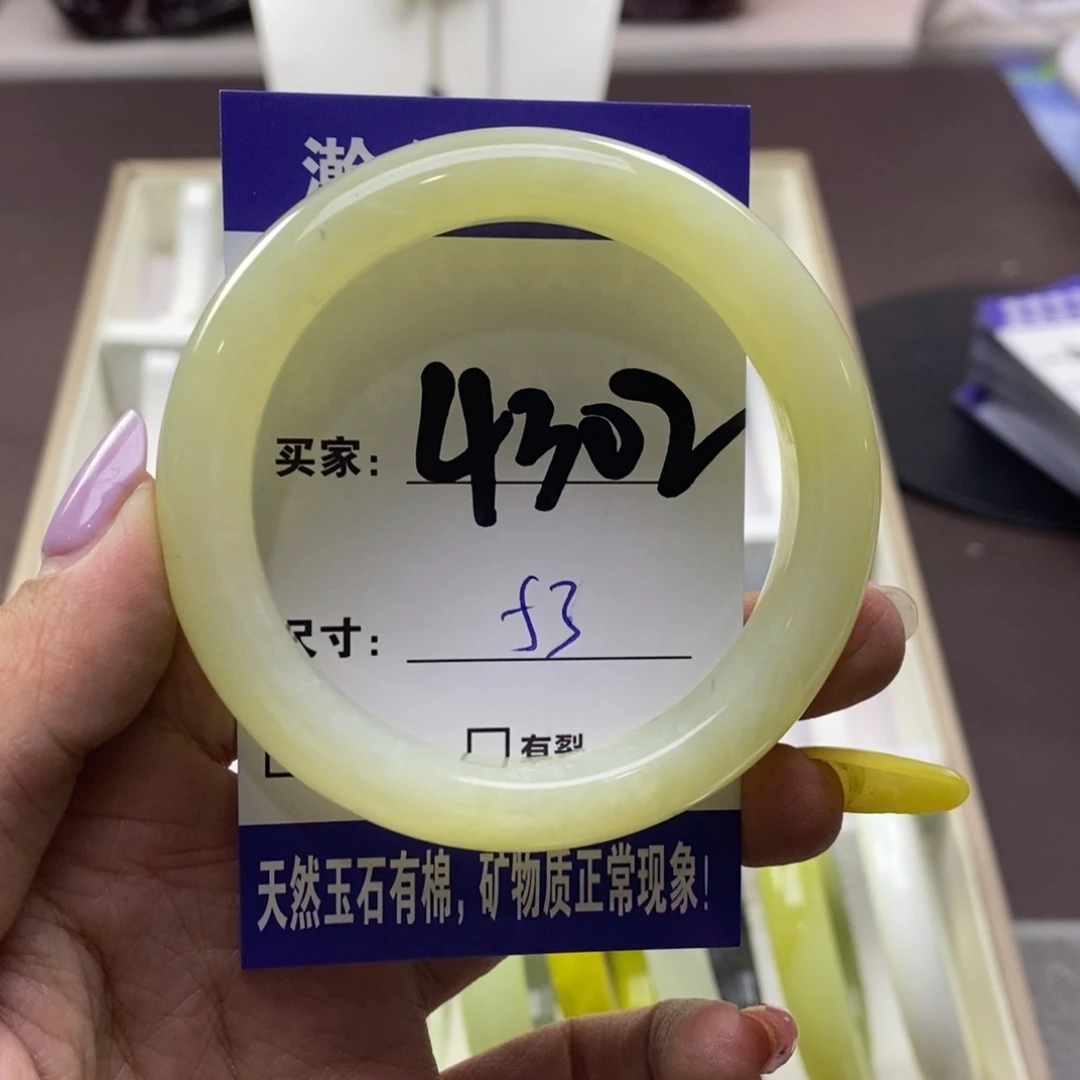 瀚
买家: 4302
尺寸: 53
□ 有裂
天然玉石有棉, 矿物质正常现象!